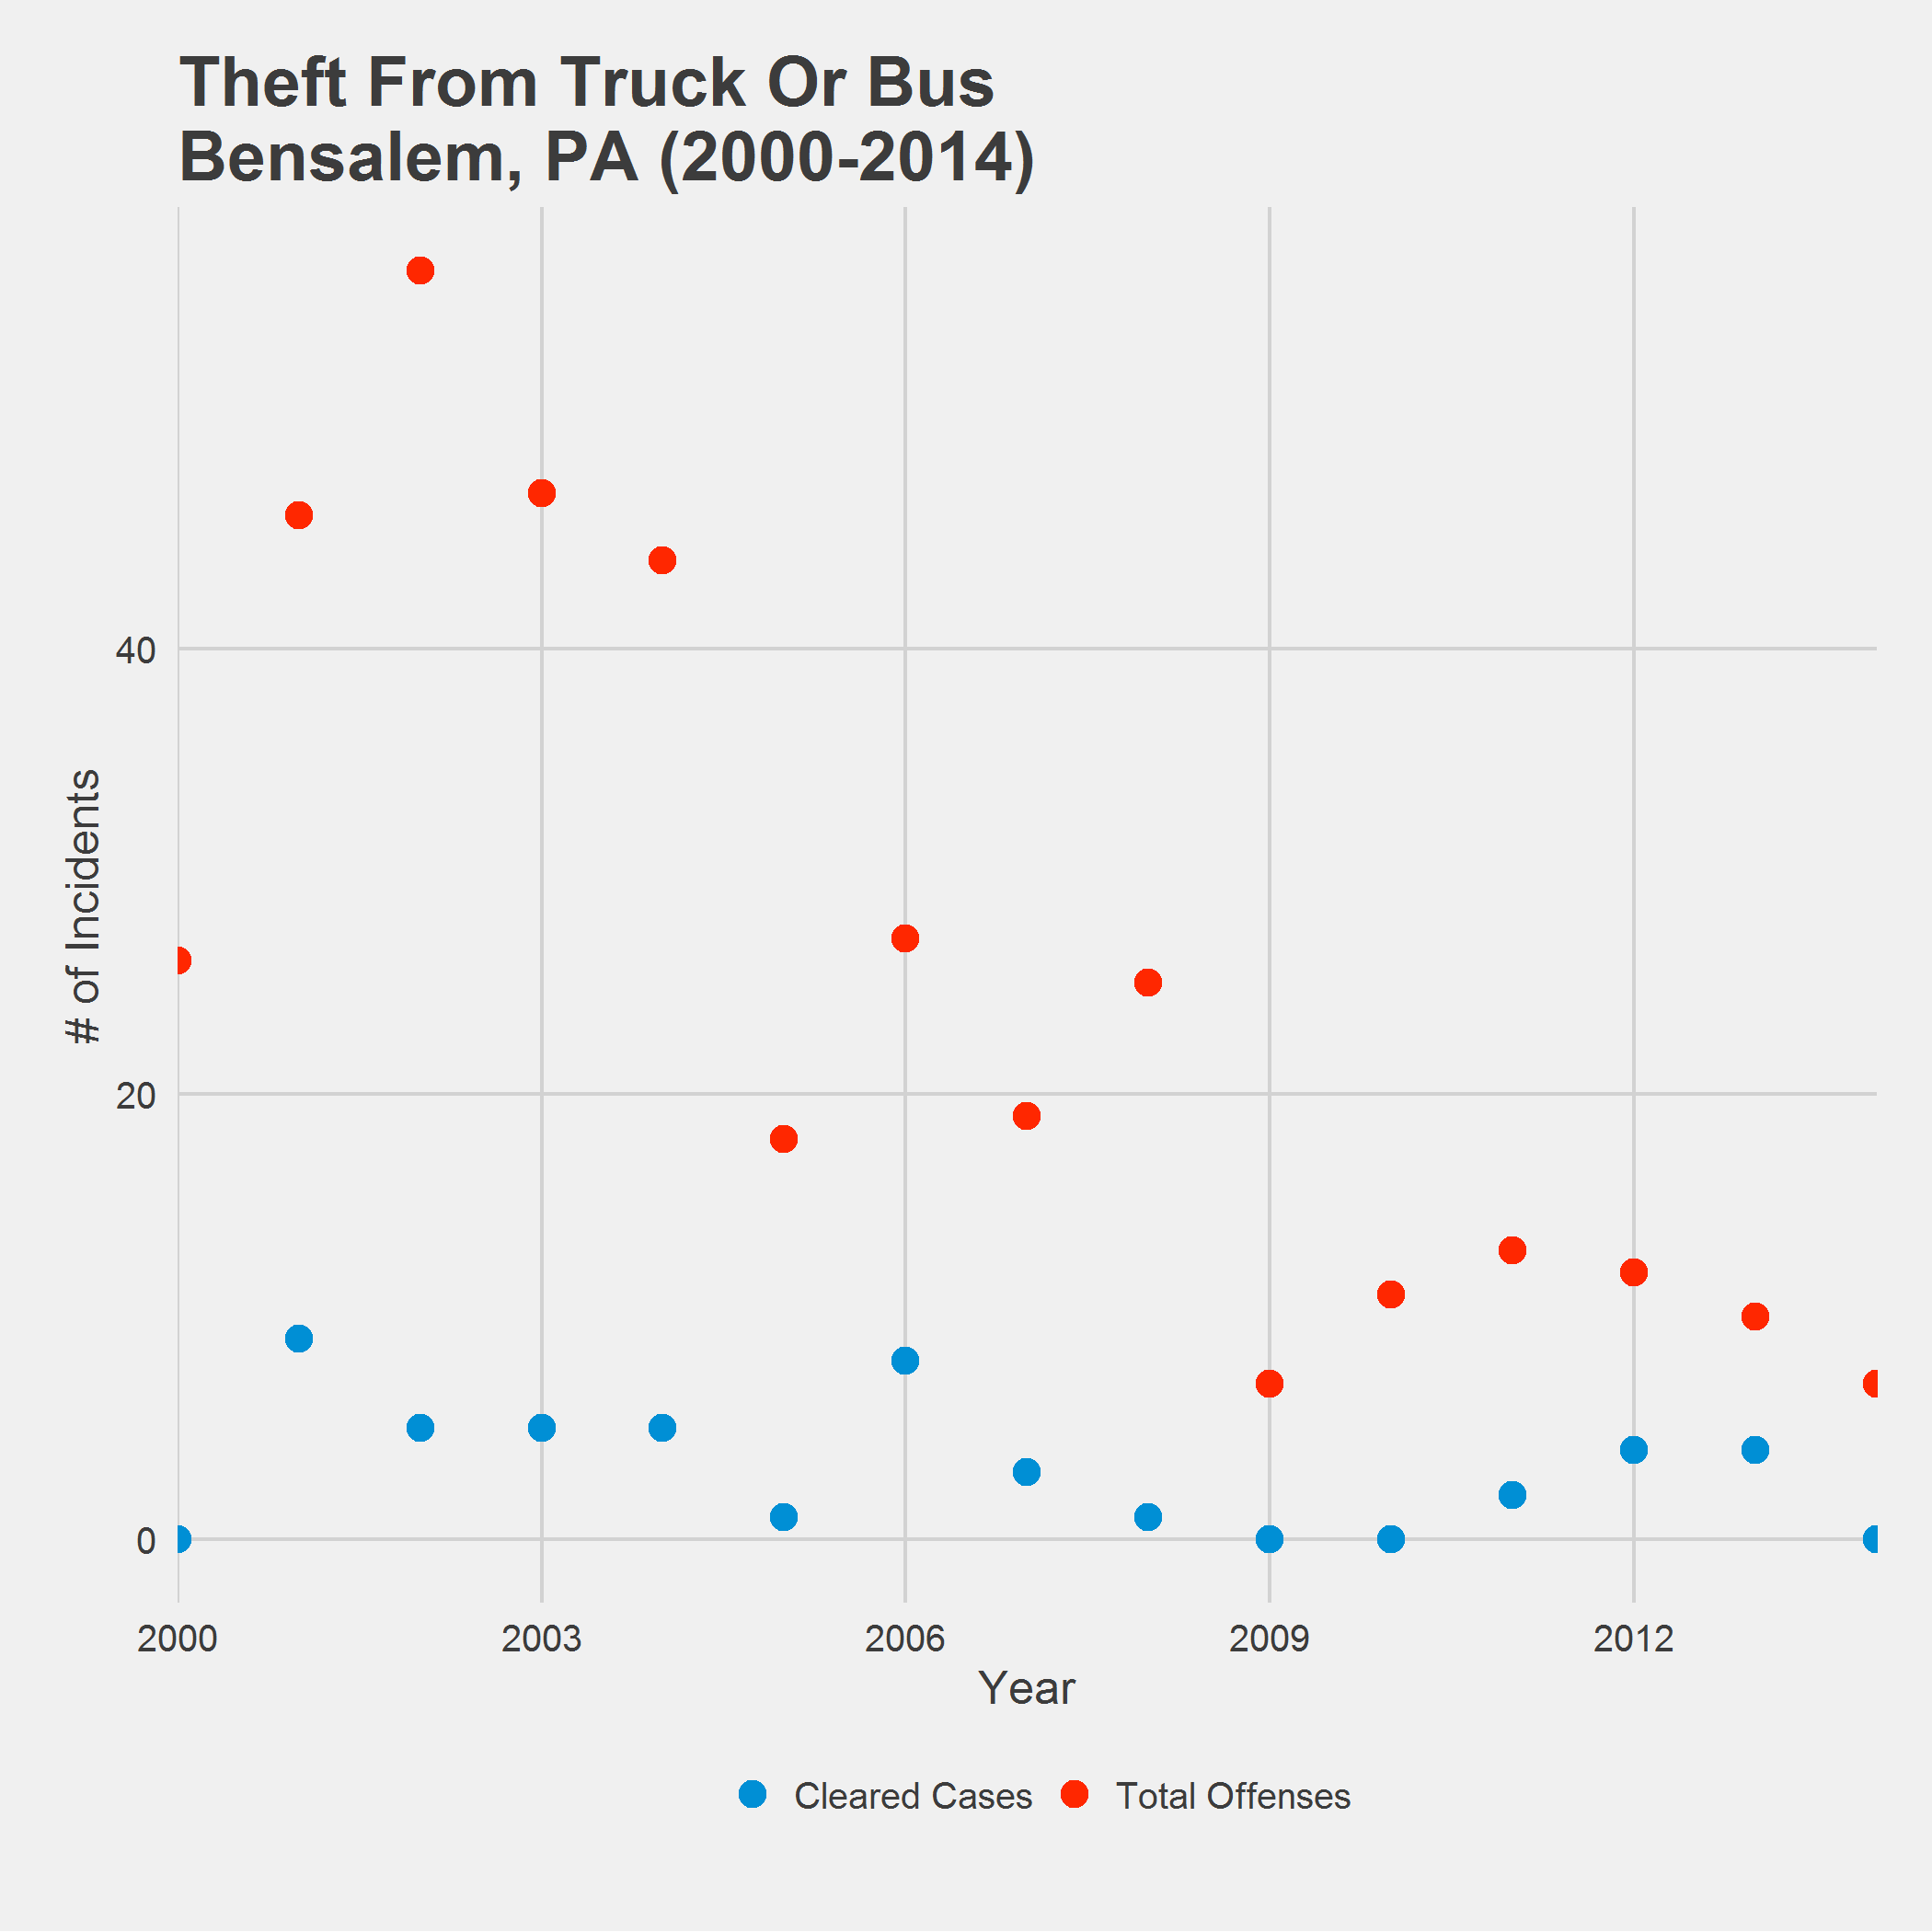 Theft From Truck Or Bus
Bensalem, PA (2000-2014)
# of Incidents
40
20
0
2000 2003 2006 2009 2012
Year
Cleared Cases Total Offenses